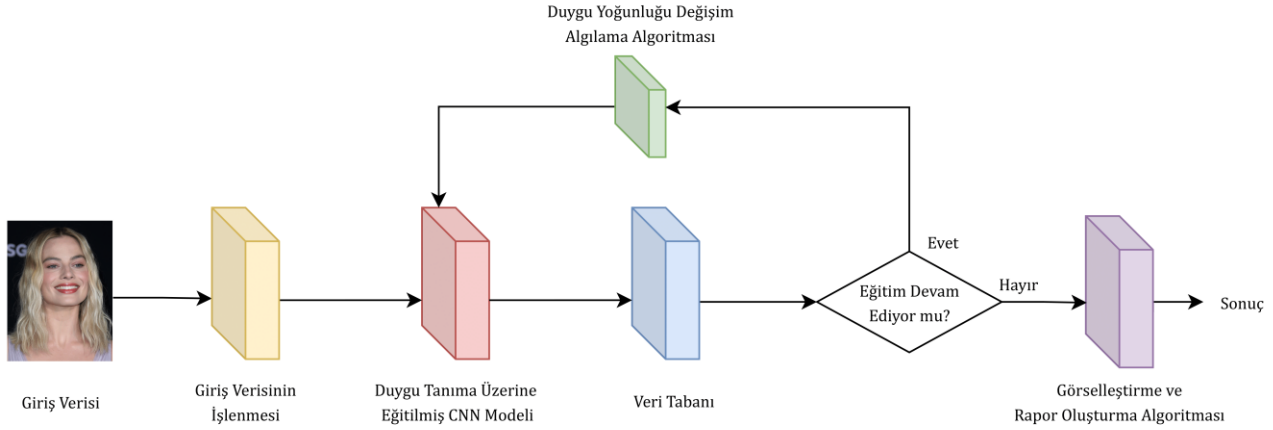 Duygu Yoğunluğu Değişim
Algılama Algoritması
SG
Evet
Eğitim Devam
Ediyor mu?
Hayır
Sonuç
Giriş Verisi
Giriş Verisinin
İşlenmesi
Duygu Tanıma Üzerine
Eğitilmiş CNN Modeli
Veri Tabanı
Görselleştirme ve
Rapor Oluşturma Algoritması